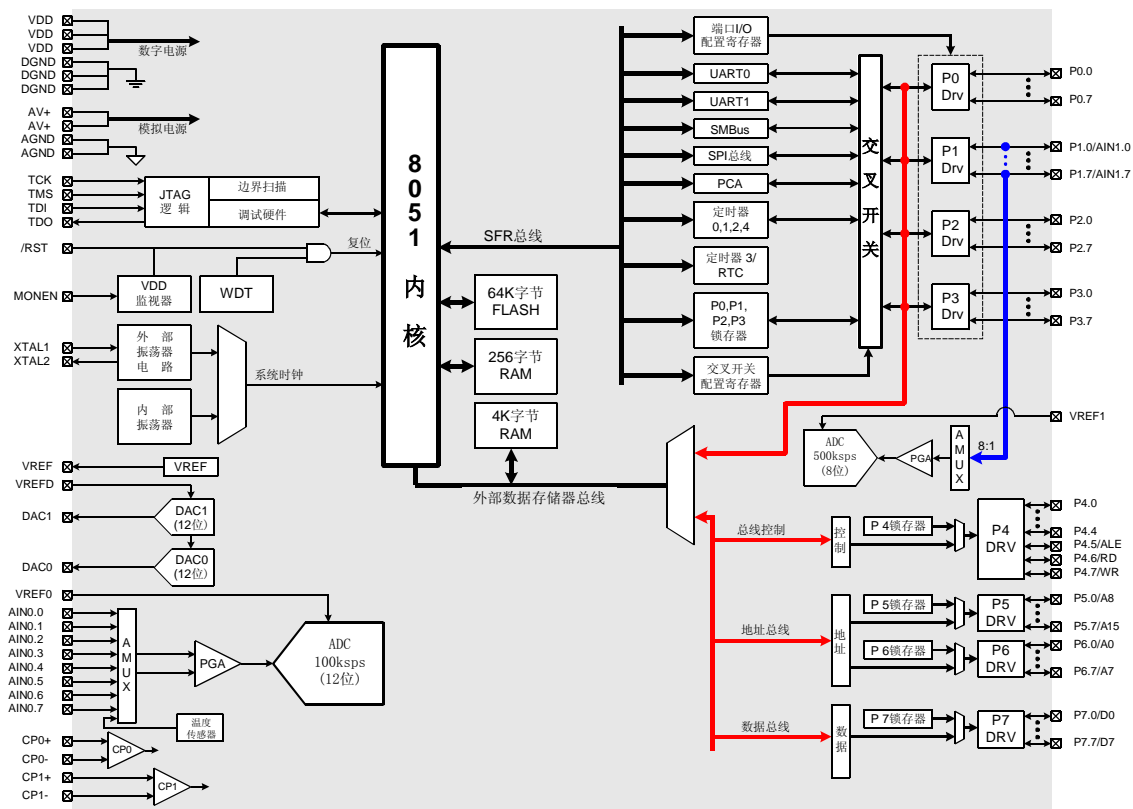 VDD
VDD
VDD
数字电源
DGND
DGND
DGND
AV+
AV+
模拟电源
AGND
AGND
TCK
TMS
TDI
TDO
JTAG
逻 辑
边界扫描
调试硬件
/RST
复位
MONEN
VDD
监视器
WDT
XTAL1
XTAL2
外 部
振荡器
电 路
内 部
振荡器
系统时钟
VREF
VREF
VREFD
DAC1
DAC1
(12位)
DAC0
DAC0
(12位)
VREF0
AIN0.0
AIN0.1
AIN0.2
AIN0.3
AIN0.4
AIN0.5
AIN0.6
AIN0.7
A
M
U
X
PGA
ADC
100ksps
(12位)
温度
传感器
CP0+
CP0-
CP0
CP1+
CP1-
CP1
8
0
5
1
内
核
SFR总线
64K字节
FLASH
256字节
RAM
4K字节
RAM
外部数据存储器总线
端口I/O
配置寄存器
UART0
UART1
SMBus
SPI总线
PCA
定时器
0,1,2,4
定时器 3/
RTC
P0,P1,
P2,P3
锁存器
交叉开关
配置寄存器
交
叉
开
关
P0
Drv
P1
Drv
P2
Drv
P3
Drv
P0.0
P0.7
P1.0/AIN1.0
P1.7/AIN1.7
P2.0
P2.7
P3.0
P3.7
VREF1
ADC
500ksps
(8位)
PGA
A
M
U
X
8:1
总线控制
控
制
P 4锁存器
P4
DRV
P4.0
P4.4
P4.5/ALE
P4.6/RD
P4.7/WR
地址总线
地
址
P 5锁存器
P5
DRV
P5.0/A8
P5.7/A15
P 6锁存器
P6
DRV
P6.0/A0
P6.7/A7
数据总线
数
据
P 7锁存器
P7
DRV
P7.0/D0
P7.7/D7